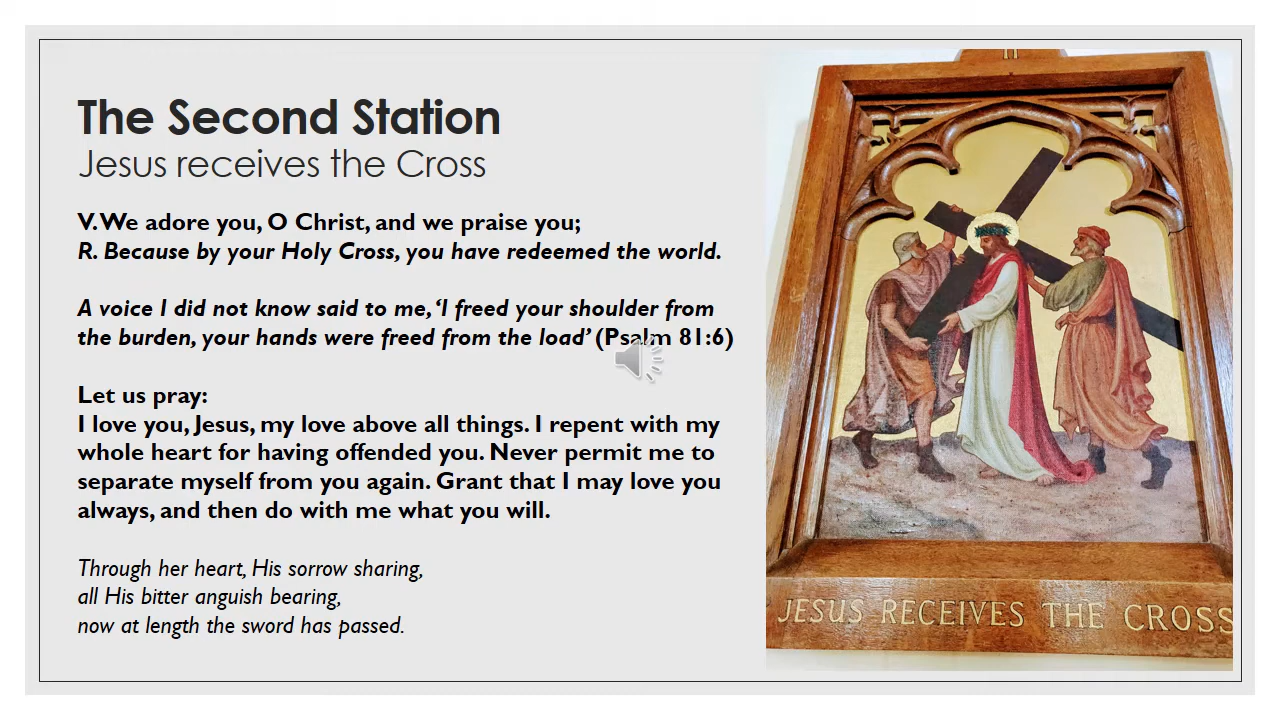 The Second Station
Jesus receives the Cross
V. We adore you, O Christ, and we praise you;
R. Because by your Holy Cross, you have redeemed the world.
A voice I did not know said to me, ‘I freed your shoulder from
the burden, your hands were freed from the load’ (Psalm 81:6)
Let us pray:
I love you, Jesus, my love above all things. I repent with my
whole heart for having offended you. Never permit me to
separate myself from you again. Grant that I may love you
always, and then do with me what you will.
Through her heart, His sorrow sharing,
all His bitter anguish bearing,
now at length the sword has passed.
II
JESUS RECEIVES THE CROSS